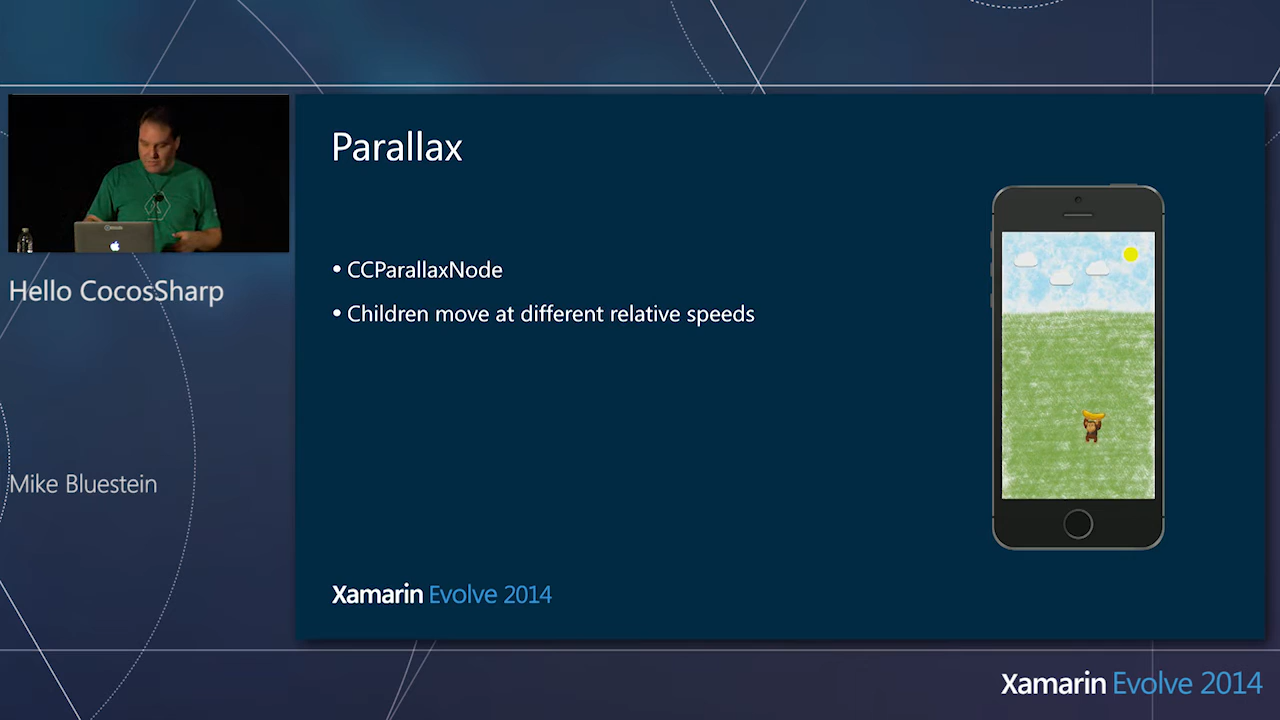 Parallax
• CCParallaxNode
• Children move at different relative speeds
Hello CocosSharp
Mike Bluestein
Xamarin Evolve 2014
Xamarin Evolve 2014